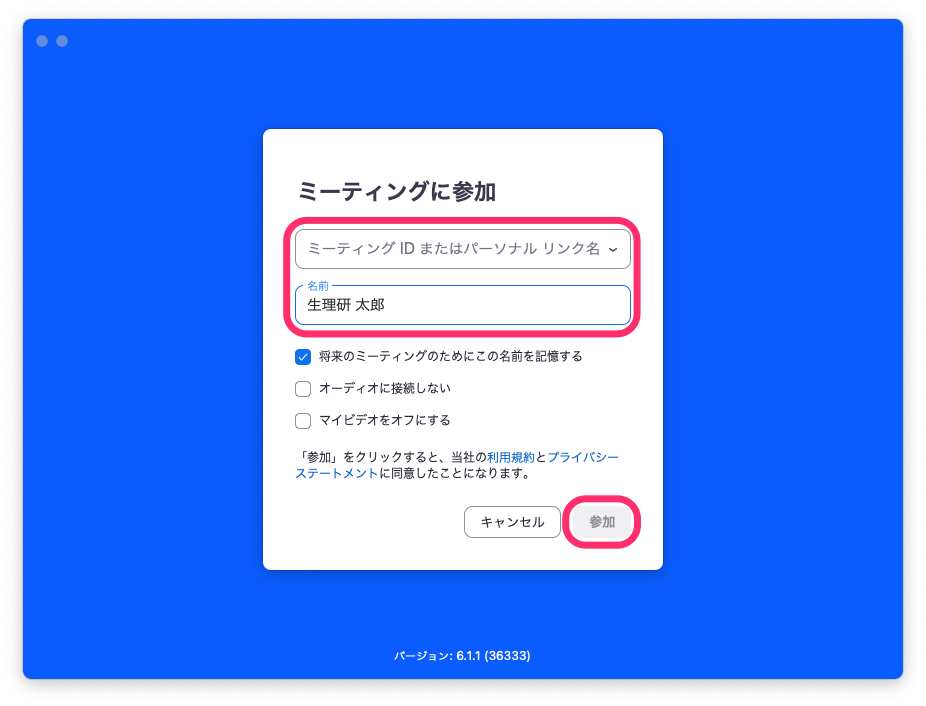 ミーティングに参加
ミーティング ID またはパーソナル リンク名
名前
生理研 太郎
将来のミーティングのためにこの名前を記憶する
オーディオに接続しない
マイビデオをオフにする
「参加」をクリックすると、当社の利用規約とプライバシー
ステートメントに同意したことになります。
キャンセル 参加
バージョン: 6.1.1 (36333)